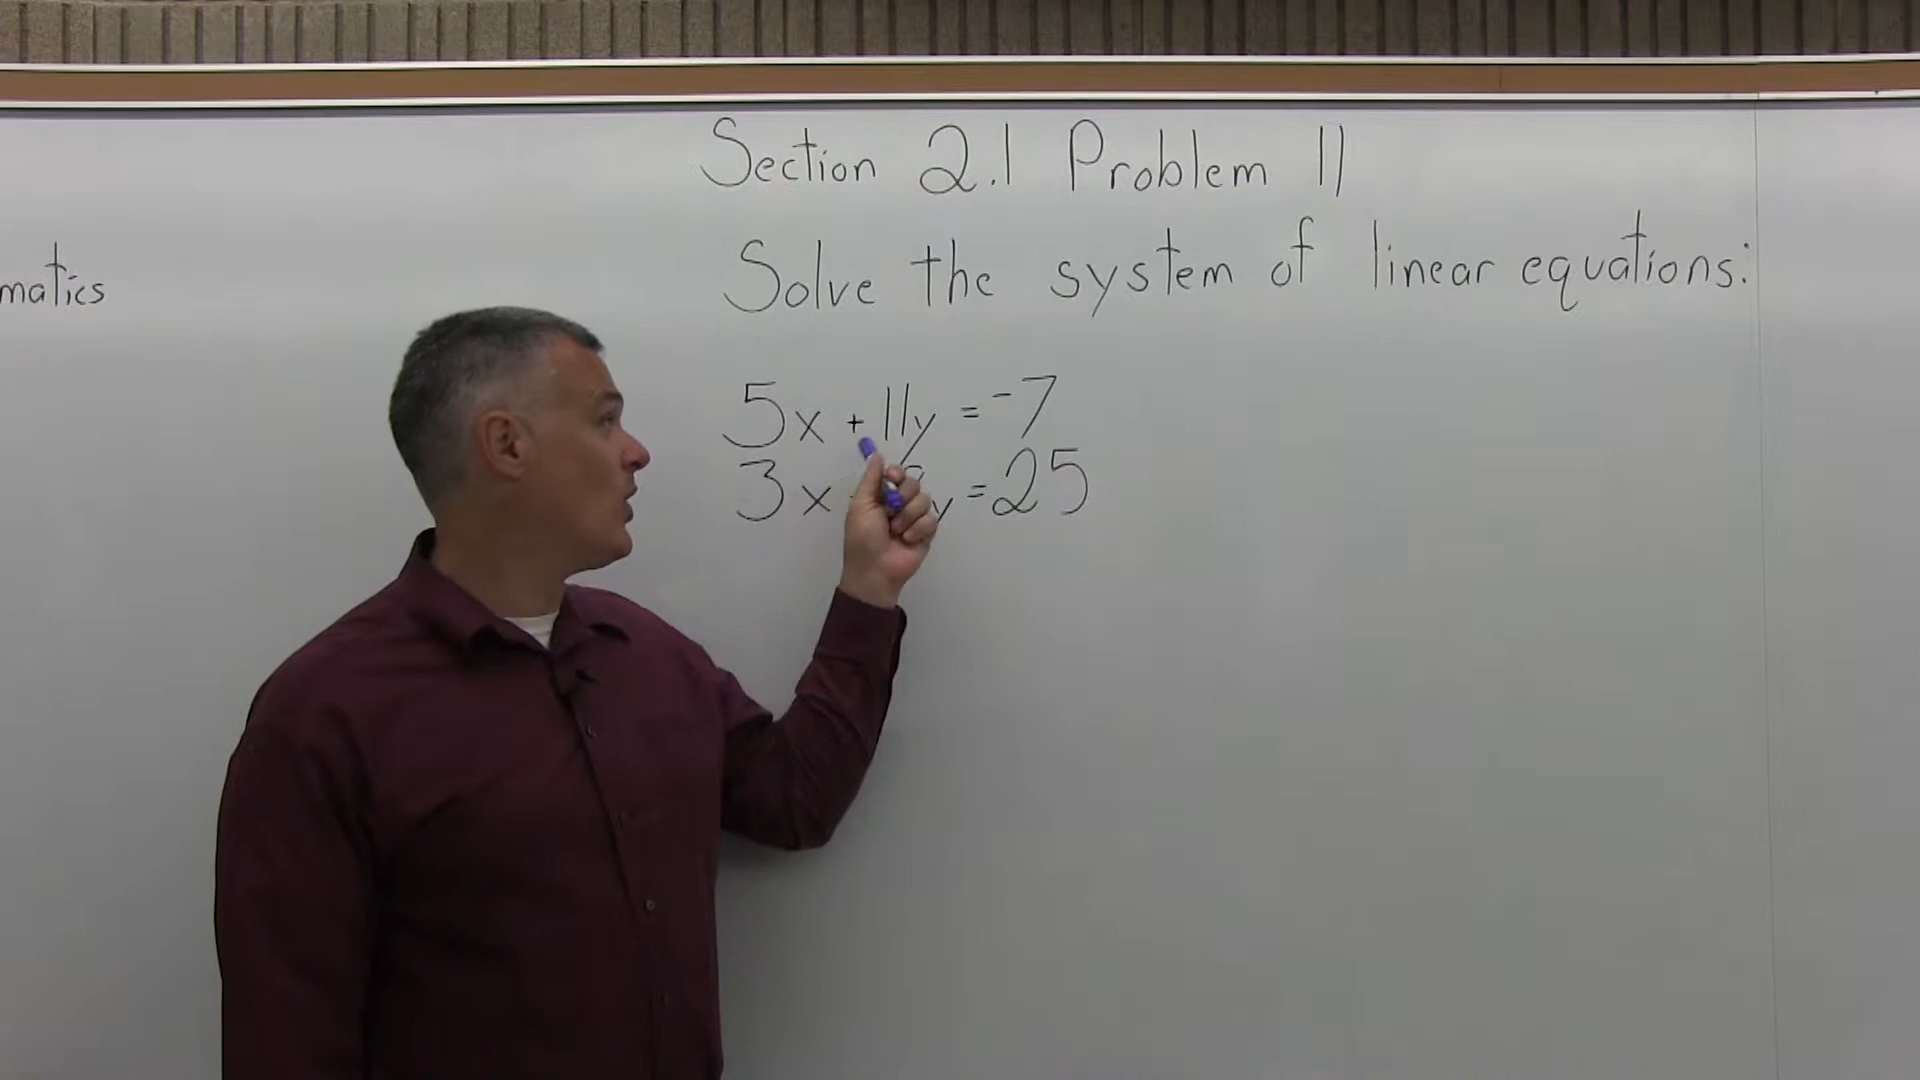 Section 2.1 Problem 11
Solve the system of linear equations:
matics
5x + 11y = -7
3x y = 25